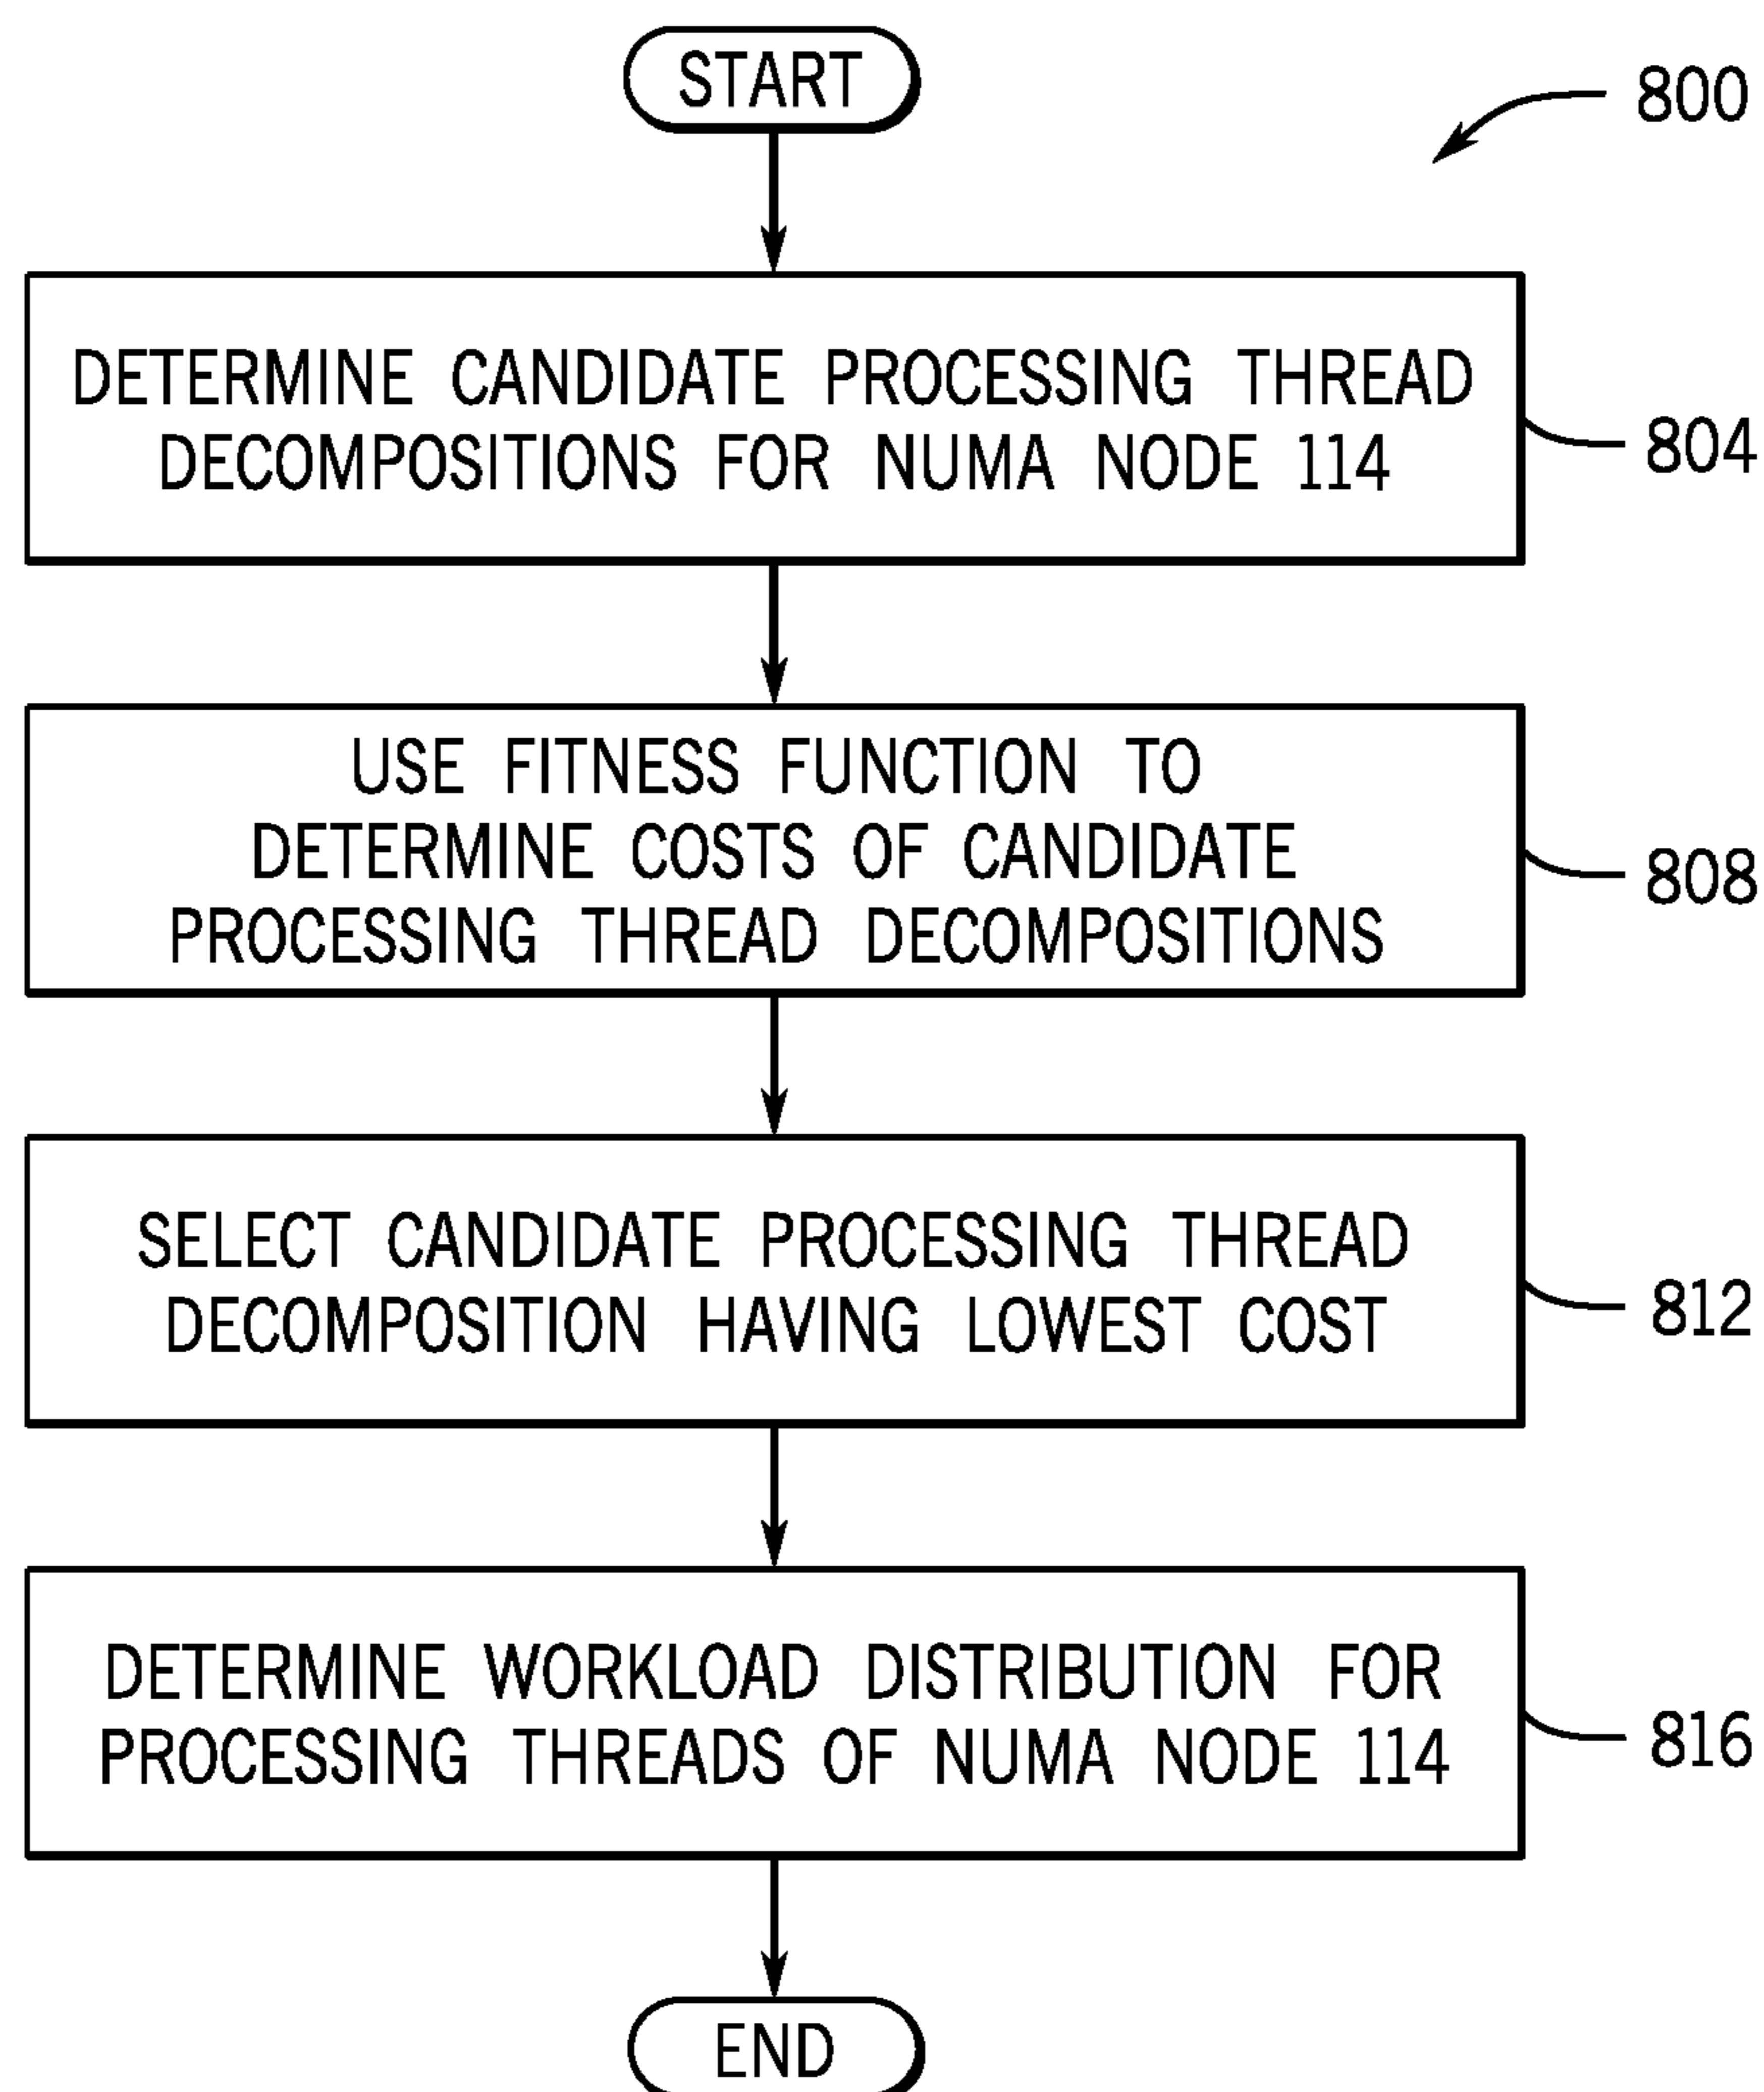 START
800
DETERMINE CANDIDATE PROCESSING THREAD
DECOMPOSITIONS FOR NUMA NODE 114
804
USE FITNESS FUNCTION TO
DETERMINE COSTS OF CANDIDATE
PROCESSING THREAD DECOMPOSITIONS
808
SELECT CANDIDATE PROCESSING THREAD
DECOMPOSITION HAVING LOWEST COST
812
DETERMINE WORKLOAD DISTRIBUTION FOR
PROCESSING THREADS OF NUMA NODE 114
816
END